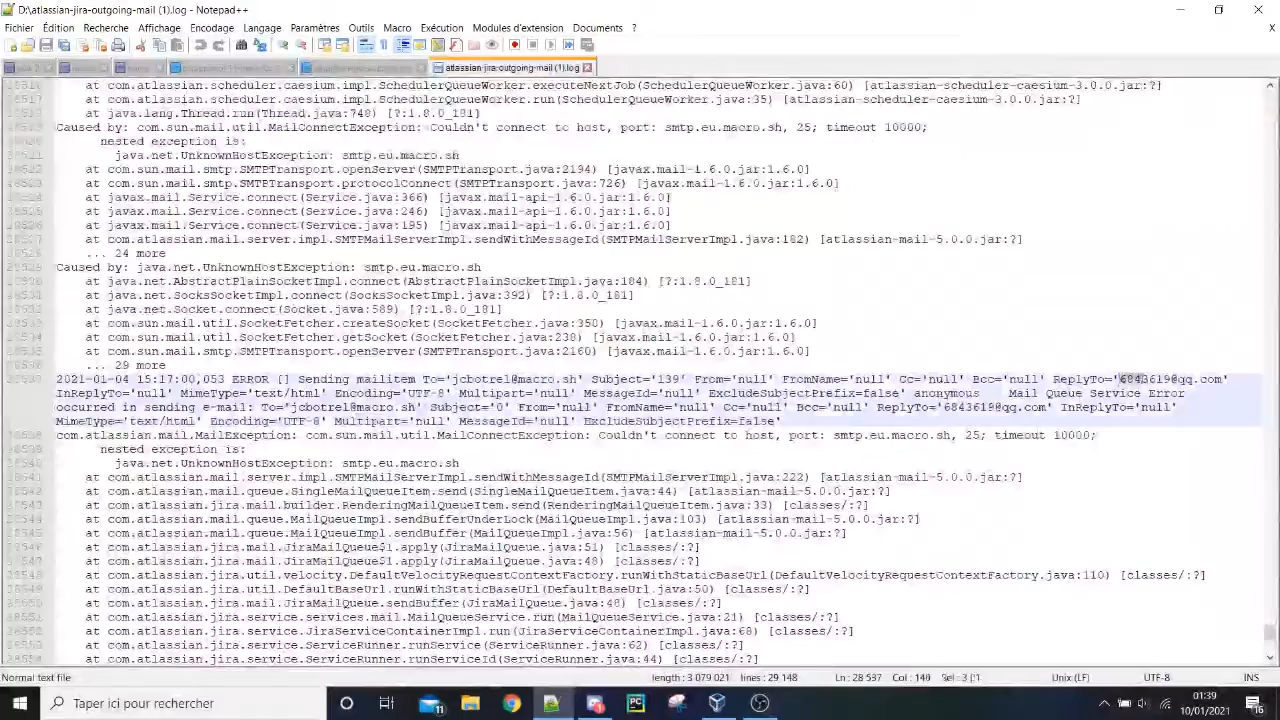 D:\atlassian-jira-outgoing-mail (1).log - Notepad++
Fichier Édition Recherche Affichage Encodage Langage Paramètres Outils Macro Exécution Modules d'extension Documents ? X
atlassian-jira-outgoing-mail (1).log
at com.atlassian.scheduler.caesium.impl.SchedulerQueueWorker.executeNextJob(SchedulerQueueWorker.java:60) [atlassian-scheduler-caesium-3.0.0.jar:?]
at com.atlassian.scheduler.caesium.impl.SchedulerQueueWorker.run(SchedulerQueueWorker.java:35) [atlassian-scheduler-caesium-3.0.0.jar:?]
at java.lang.Thread.run(Thread.java:748) [?:1.8.0_181]
Caused by: com.sun.mail.util.MailConnectException: Couldn't connect to host, port: smtp.eu.macro.sh, 25; timeout 10000;
nested exception is:
java.net.UnknownHostException: smtp.eu.macro.sh
at com.sun.mail.smtp.SMTPTransport.openServer(SMTPTransport.java:2194) [javax.mail-1.6.0.jar:1.6.0]
at com.sun.mail.smtp.SMTPTransport.protocolConnect(SMTPTransport.java:726) [javax.mail-1.6.0.jar:1.6.0]
at javax.mail.Service.connect(Service.java:366) [javax.mail-api-1.6.0.jar:1.6.0]
at javax.mail.Service.connect(Service.java:246) [javax.mail-api-1.6.0.jar:1.6.0]
at javax.mail.Service.connect(Service.java:195) [javax.mail-api-1.6.0.jar:1.6.0]
at com.atlassian.mail.server.impl.SMTPMailServerImpl.sendWithMessageId(SMTPMailServerImpl.java:182) [atlassian-mail-5.0.0.jar:?]
... 24 more
Caused by: java.net.UnknownHostException: smtp.eu.macro.sh
at java.net.AbstractPlainSocketImpl.connect(AbstractPlainSocketImpl.java:184) [?:1.8.0_181]
at java.net.SocksSocketImpl.connect(SocksSocketImpl.java:392) [?:1.8.0_181]
at java.net.Socket.connect(Socket.java:589) [?:1.8.0_181]
at com.sun.mail.util.SocketFetcher.createSocket(SocketFetcher.java:350) [javax.mail-1.6.0.jar:1.6.0]
at com.sun.mail.util.SocketFetcher.getSocket(SocketFetcher.java:238) [javax.mail-1.6.0.jar:1.6.0]
at com.sun.mail.smtp.SMTPTransport.openServer(SMTPTransport.java:2160) [javax.mail-1.6.0.jar:1.6.0]
... 29 more
2021-01-04 15:17:00,053 ERROR [] Sending mailitem To='jcbotrel@macro.sh' Subject='139' From='null' FromName='null' Cc='null' Bcc='null' ReplyTo='6843619@qq.com'
InReplyTo='null' MimeType='text/html' Encoding='UTF-8' Multipart='null' MessageId='null' ExcludeSubjectPrefix=false' anonymous Mail Queue Service Error
occurred in sending e-mail: To='jcbotrel@macro.sh' Subject='0' From='null' FromName='null' Cc='null' Bcc='null' ReplyTo='6843619@qq.com' InReplyTo='null'
MimeType='text/html' Encoding='UTF-8' Multipart='null' MessageId='null' ExcludeSubjectPrefix=false'
com.atlassian.mail.MailException: com.sun.mail.util.MailConnectException: Couldn't connect to host, port: smtp.eu.macro.sh, 25; timeout 10000;
nested exception is:
java.net.UnknownHostException: smtp.eu.macro.sh
at com.atlassian.mail.server.impl.SMTPMailServerImpl.sendWithMessageId(SMTPMailServerImpl.java:222) [atlassian-mail-5.0.0.jar:?]
at com.atlassian.mail.queue.SingleMailQueueItem.send(SingleMailQueueItem.java:44) [atlassian-mail-5.0.0.jar:?]
at com.atlassian.jira.mail.builder.RenderingMailQueueItem.send(RenderingMailQueueItem.java:33) [classes/:?]
at com.atlassian.mail.queue.MailQueueImpl.sendBufferUnderLock(MailQueueImpl.java:103) [atlassian-mail-5.0.0.jar:?]
at com.atlassian.mail.queue.MailQueueImpl.sendBuffer(MailQueueImpl.java:56) [atlassian-mail-5.0.0.jar:?]
at com.atlassian.jira.mail.JiraMailQueue$1.apply(JiraMailQueue.java:51) [classes/:?]
at com.atlassian.jira.mail.JiraMailQueue$1.apply(JiraMailQueue.java:48) [classes/:?]
at com.atlassian.jira.util.velocity.DefaultVelocityRequestContextFactory.runWithStaticBaseUrl(DefaultVelocityRequestContextFactory.java:110) [classes/:?]
at com.atlassian.jira.util.DefaultBaseUrl.runWithStaticBaseUrl(DefaultBaseUrl.java:50) [classes/:?]
at com.atlassian.jira.mail.JiraMailQueue.sendBuffer(JiraMailQueue.java:48) [classes/:?]
at com.atlassian.jira.service.services.mail.MailQueueService.run(MailQueueService.java:21) [classes/:?]
at com.atlassian.jira.service.JiraServiceContainerImpl.run(JiraServiceContainerImpl.java:68) [classes/:?]
at com.atlassian.jira.service.ServiceRunner.runService(ServiceRunner.java:62) [classes/:?]
at com.atlassian.jira.service.ServiceRunner.runServiceId(ServiceRunner.java:44) [classes/:?]
Normal text file length : 3 079 021 lines : 29 148 Ln : 28 537 Col : 149 Sel : 3 | 1 Unix (LF) UTF-8 INS
Taper ici pour rechercher 11 01:39
10/01/2021 16